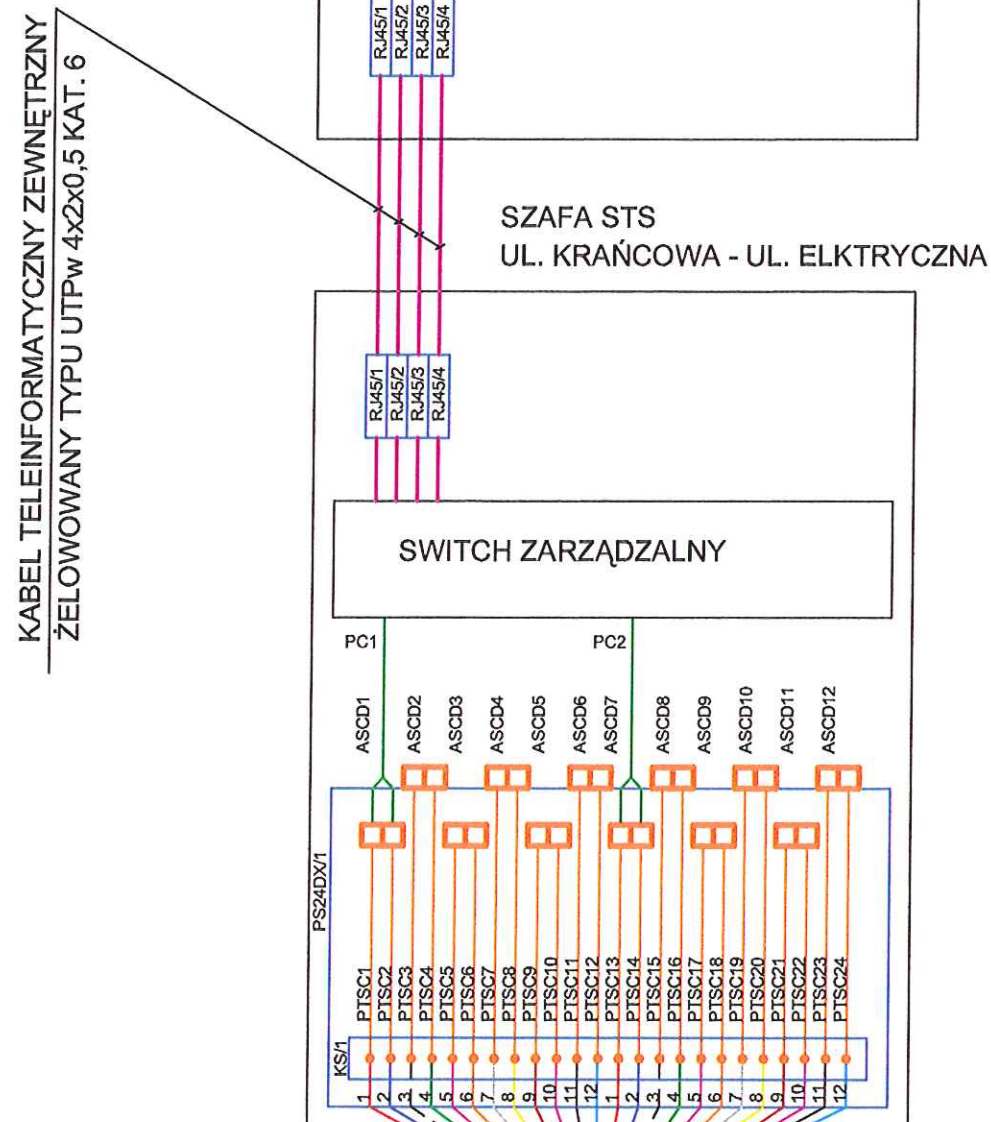 KABEL TELEINFORMATYCZNY ZEWNĘTRZNY
ŻELOWOWANY TYPU UTPw 4x2x0,5 KAT. 6
RJ45/1
RJ45/2
RJ45/3
RJ45/4
SZAFA STS
UL. KRAŃCOWA - UL. ELKTRYCZNA
RJ45/1
RJ45/2
RJ45/3
RJ45/4
SWITCH ZARZĄDZALNY
PC1
PC2
ASCD1
ASCD2
ASCD3
ASCD4
ASCD5
ASCD6
ASCD7
ASCD8
ASCD9
ASCD10
ASCD11
ASCD12
PS24DX/1
PTSC1
PTSC2
PTSC3
PTSC4
PTSC5
PTSC6
PTSC7
PTSC8
PTSC9
PTSC10
PTSC11
PTSC12
PTSC13
PTSC14
PTSC15
PTSC16
PTSC17
PTSC18
PTSC19
PTSC20
PTSC21
PTSC22
PTSC23
PTSC24
KS/1
1
2
3
4
5
6
7
8
9
10
11
12
1
2
3
4
5
6
7
8
9
10
11
12